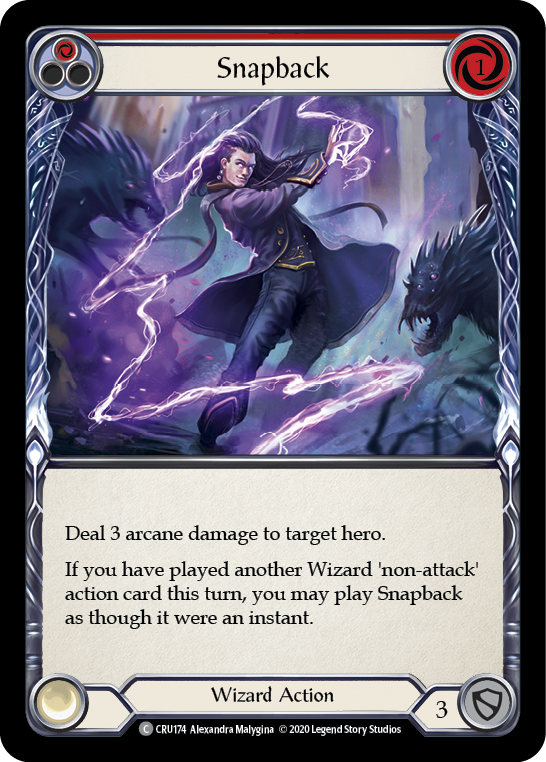 Snapback
1
Deal 3 arcane damage to target hero.
If you have played another Wizard 'non-attack'
action card this turn, you may play Snapback
as though it were an instant.
Wizard Action
3
C CRU174 Alexandra Malygina © 2020 Legend Story Studios